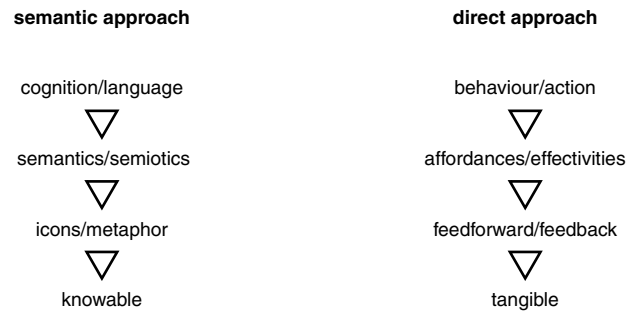 semantic approach
cognition/language
semantics/semiotics
icons/metaphor
knowable
direct approach
behaviour/action
affordances/effectivities
feedforward/feedback
tangible